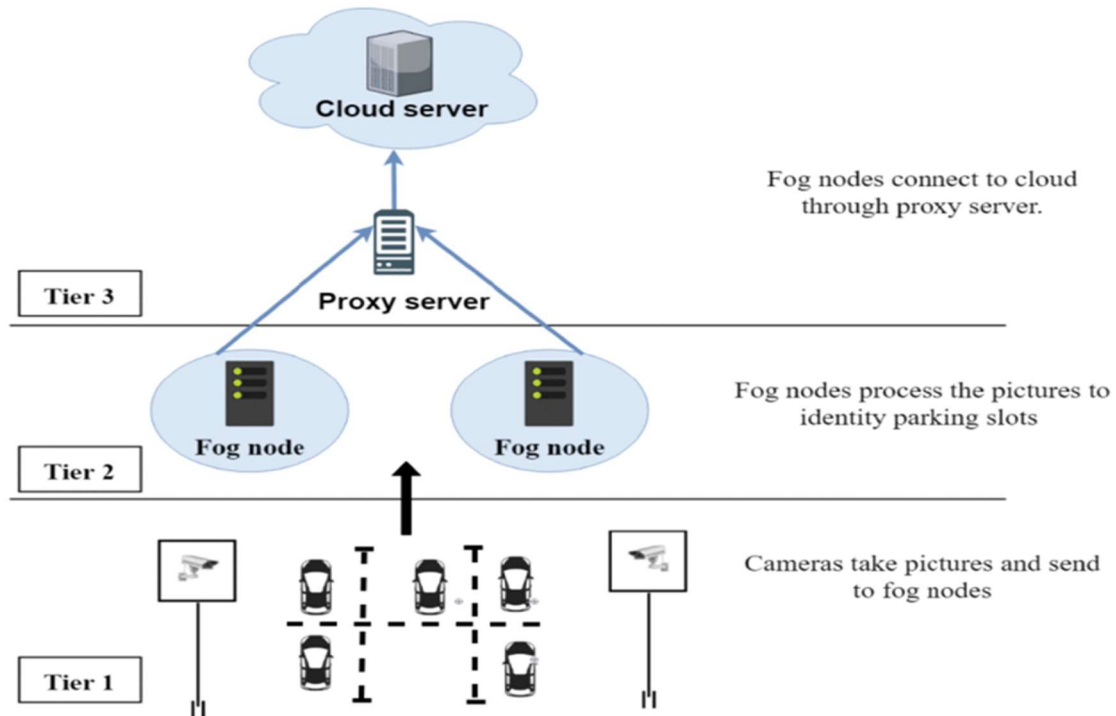 Cloud server
Fog nodes connect to cloud
through proxy server.
Tier 3
Proxy server
Fog nodes process the pictures to
identity parking slots
Fog node
Fog node
Tier 2
Cameras take pictures and send
to fog nodes
Tier 1